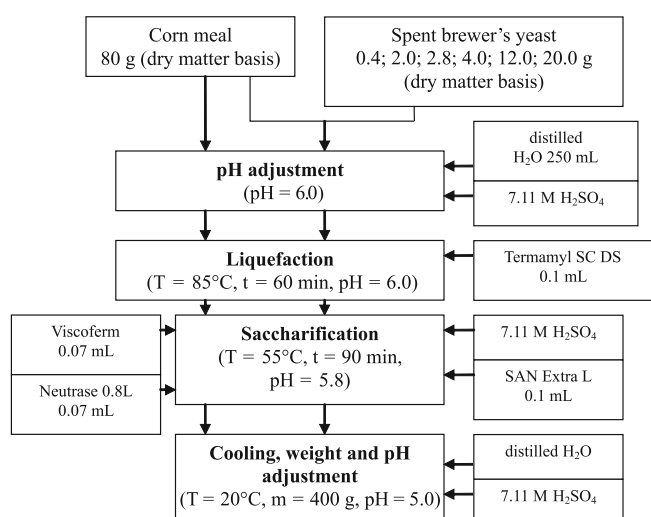 Corn meal
80 g (dry matter basis)
Spent brewer's yeast
0.4; 2.0; 2.8; 4.0; 12.0; 20.0 g
(dry matter basis)
pH adjustment
(pH = 6.0)
distilled
H₂O 250 mL
7.11 M H₂SO₄
Liquefaction
(T = 85°C, t = 60 min, pH = 6.0)
Termamyl SC DS
0.1 mL
Viscoferm
0.07 mL
Neutrase 0.8L
0.07 mL
Saccharification
(T = 55°C, t = 90 min,
pH = 5.8)
7.11 M H₂SO₄
SAN Extra L
0.1 mL
Cooling, weight and pH
adjustment
(T = 20°C, m = 400 g, pH = 5.0)
distilled H₂O
7.11 M H₂SO₄